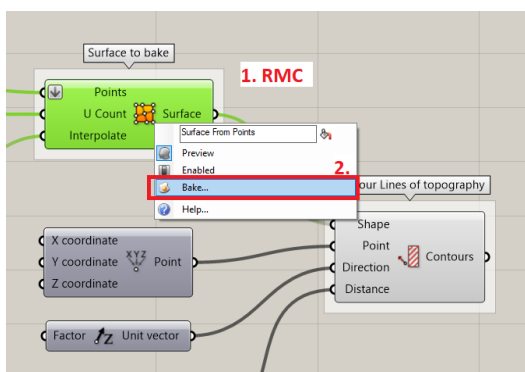 Surface to bake
1. RMC
Points
U Count
Surface
Interpolate
Surface From Points
Preview
2.
Enabled
Bake...
Help...
our Lines of topography
Shape
Point
Contours
Direction
Distance
X coordinate
Y coordinate
XYZ
Point
Z coordinate
Factor
Z
Unit vector